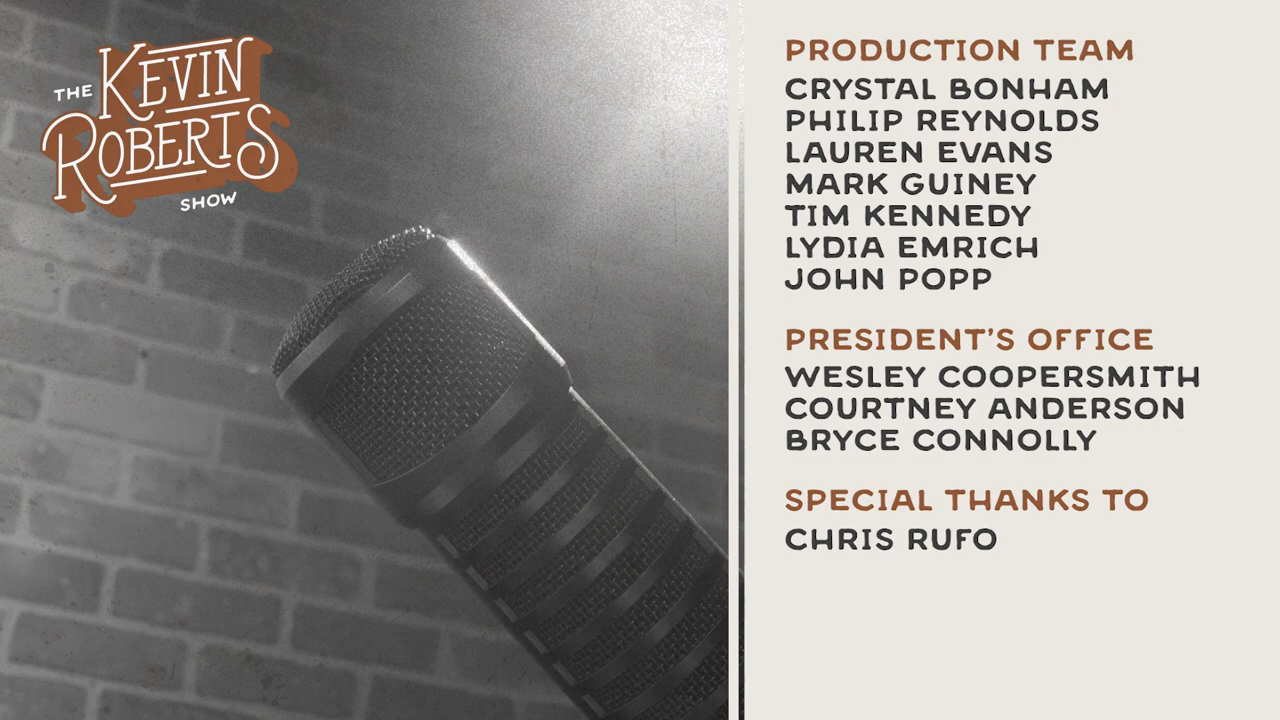 THE KEVIN
ROBERTS
SHOW
PRODUCTION TEAM
CRYSTAL BONHAM
PHILIP REYNOLDS
LAUREN EVANS
MARK GUINEY
TIM KENNEDY
LYDIA EMRICH
JOHN POPP
PRESIDENT'S OFFICE
WESLEY COOPERSMITH
COURTNEY ANDERSON
BRYCE CONNOLLY
SPECIAL THANKS TO
CHRIS RUFO